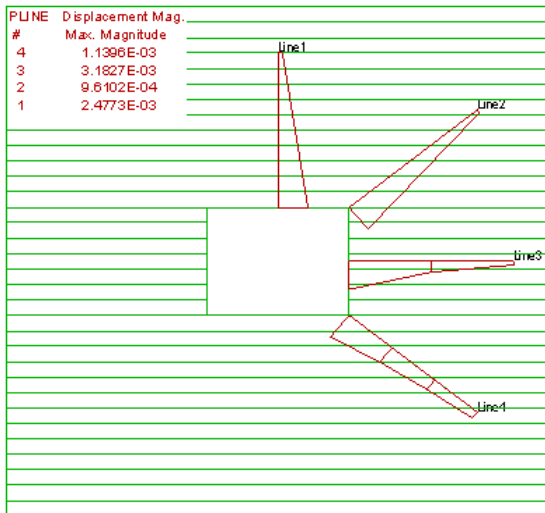 PLINE Displacement Mag.
# Max. Magnitude
4 1.1396E-03
3 3.1827E-03
2 9.6102E-04
1 2.4773E-03
Line1
Line2
Line3
Line4